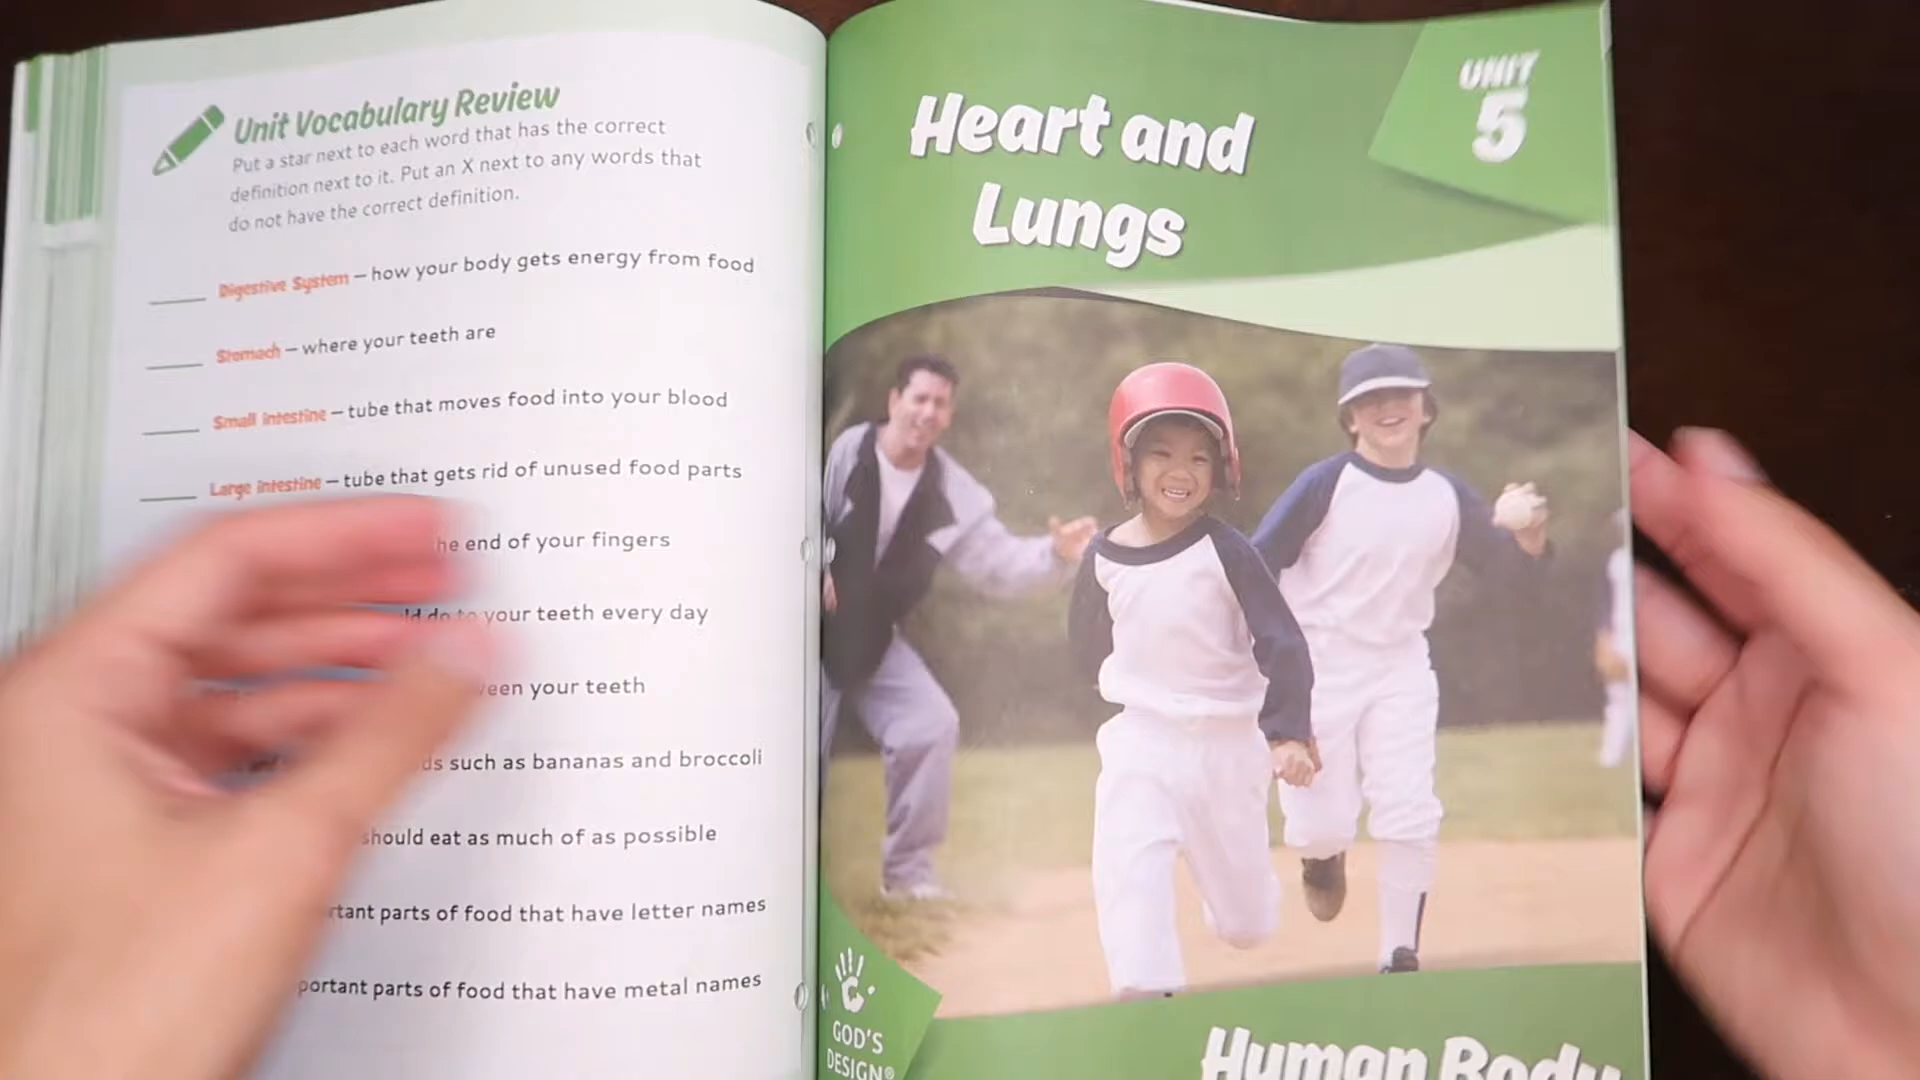 Unit Vocabulary Review
Put a star next to each word that has the correct
definition next to it. Put an X next to any words that
do not have the correct definition.
____ Digestive System – how your body gets energy from food
____ Stomach – where your teeth are
____ Small intestine – tube that moves food into your blood
____ Large intestine – tube that gets rid of unused food parts
end of your fingers
your teeth every day
your teeth
such as bananas and broccoli
should eat as much of as possible
parts of food that have letter names
parts of food that have metal names
Heart and
Lungs
UNIT
5
GOD'S
DESIGN®
Human Body